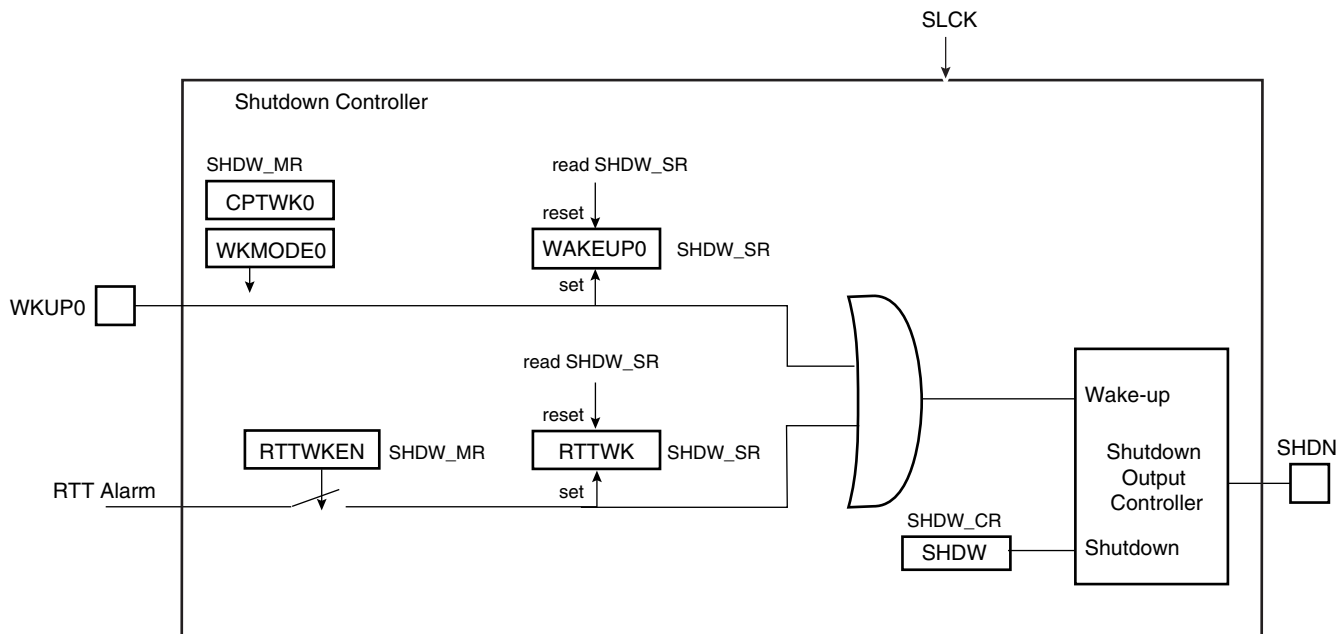 SLCK
Shutdown Controller
SHDW_MR
CPTWK0
WKMODE0
read SHDW_SR
reset
WAKEUP0
SHDW_SR
set
WKUP0
read SHDW_SR
reset
RTTWKEN
SHDW_MR
RTTWK
SHDW_SR
set
RTT Alarm
Wake-up
Shutdown
Output
Controller
SHDN
SHDW_CR
SHDW
Shutdown